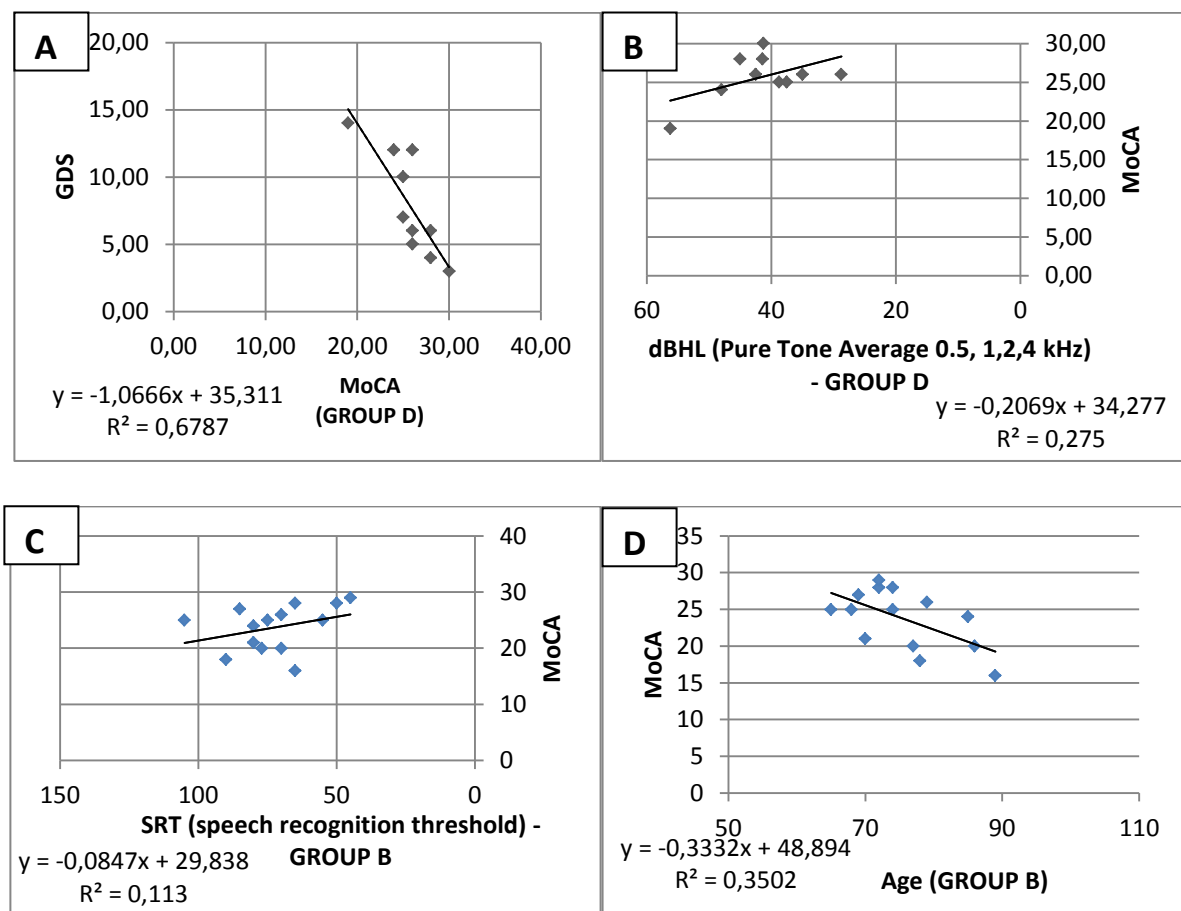 A
20,00
15,00
10,00
5,00
0,00
GDS
0,00 10,00 20,00 30,00 40,00
MoCA
(GROUP D)
y = -1,0666x + 35,311
R² = 0,6787
B
30,00
25,00
20,00
15,00
10,00
5,00
0,00
MoCA
60 40 20 0
dBHL (Pure Tone Average 0.5, 1,2,4 kHz)
- GROUP D
y = -0,2069x + 34,277
R² = 0,275
C
40
30
20
10
0
MoCA
150 100 50 0
SRT (speech recognition threshold) -
GROUP B
y = -0,0847x + 29,838
R² = 0,113
D
35
30
25
20
15
10
5
0
MoCA
50 70 90 110
y = -0,3332x + 48,894
R² = 0,3502
Age (GROUP B)